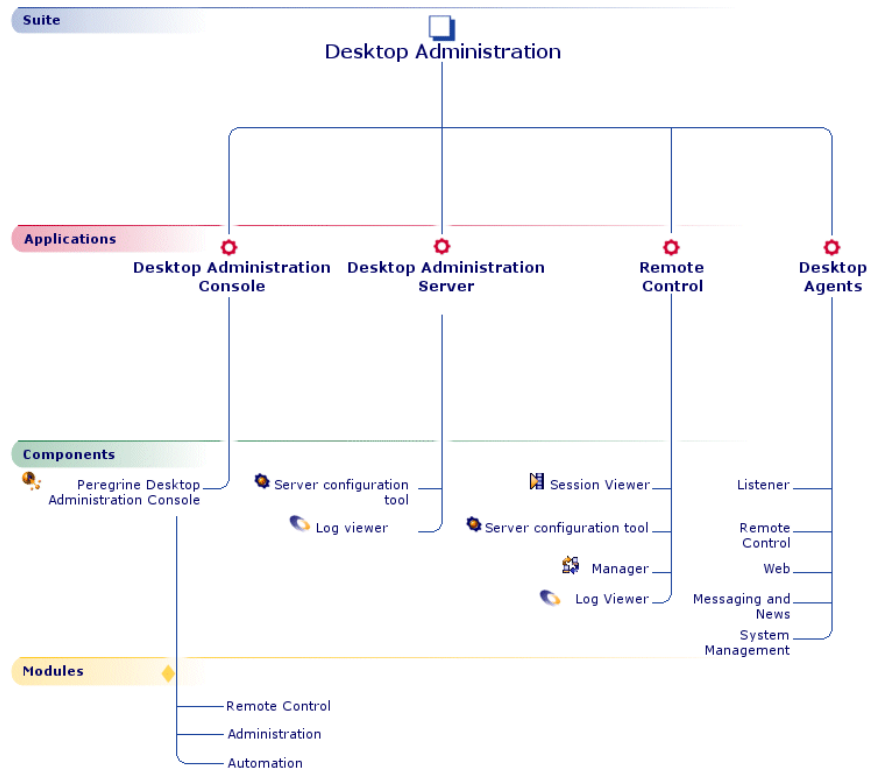 Suite
Desktop Administration
Applications
Desktop Administration
Console
Desktop Administration
Server
Remote
Control
Desktop
Agents
Components
Peregrine Desktop
Administration Console
Server configuration
tool
Log viewer
Session Viewer
Server configuration tool
Manager
Log Viewer
Listener
Remote
Control
Web
Messaging and
News
System
Management
Modules
Remote Control
Administration
Automation